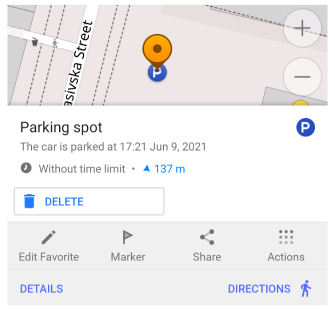 asivska Street
P
Parking spot
P
The car is parked at 17:21 Jun 9, 2021
Without time limit • 137 m
DELETE
Edit Favorite Marker Share Actions
DETAILS DIRECTIONS